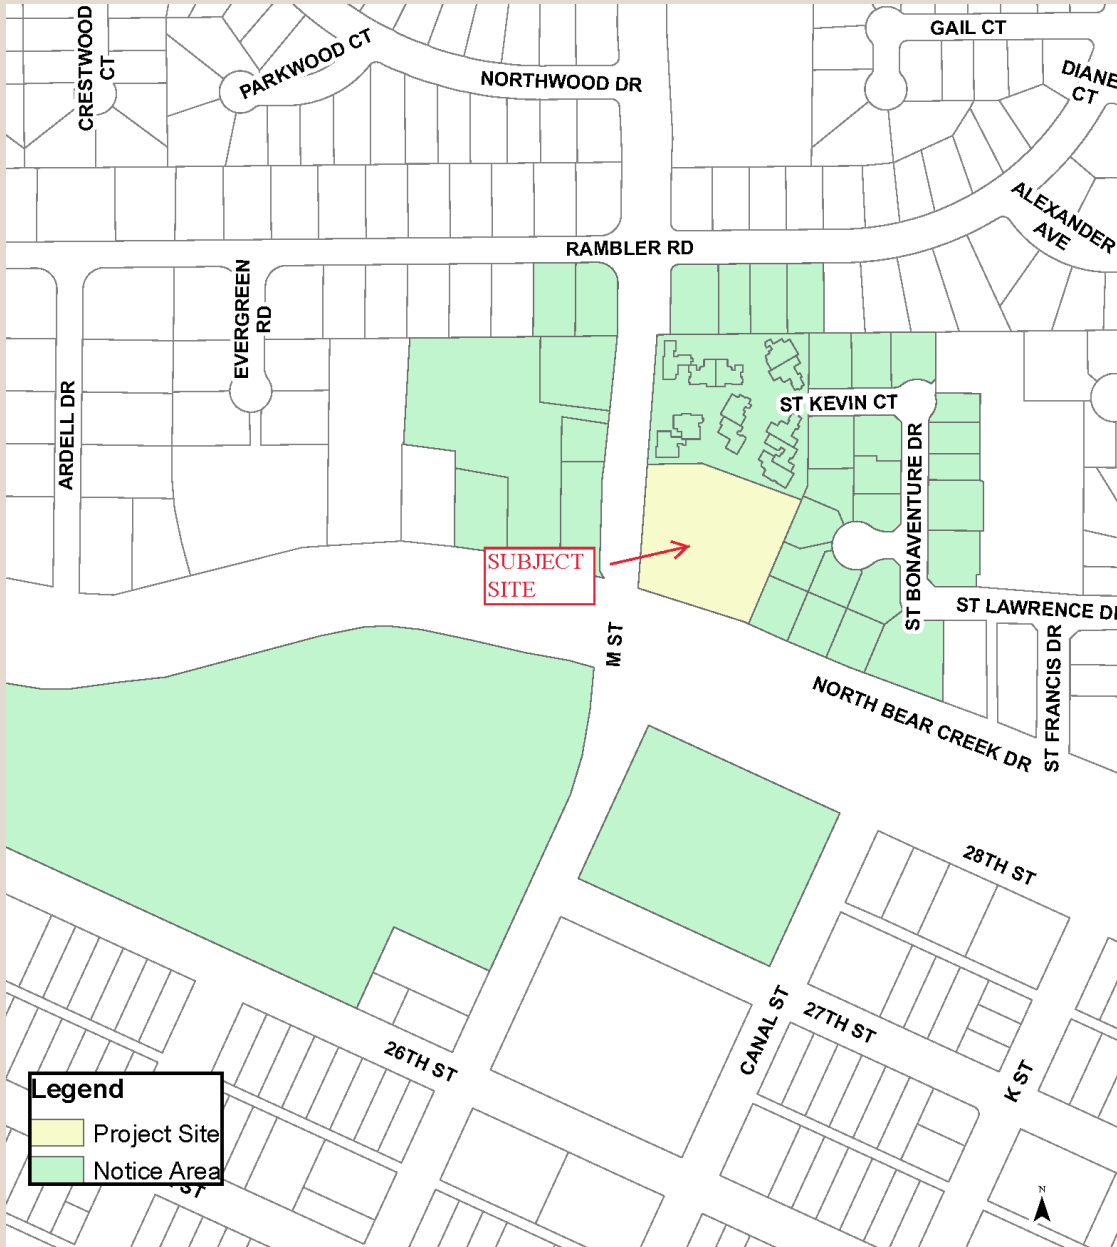 CRESTWOOD
CT
PARKWOOD CT
NORTHWOOD DR
GAIL CT
DIANE
CT
ALEXANDER
AVE
RAMBLER RD
EVERGREEN
RD
ARDELL DR
ST KEVIN CT
ST BONAVENTURE DR
SUBJECT
SITE
ST LAWRENCE
M ST
ST FRANCIS DR
NORTH BEAR CREEK DR
28TH ST
27TH ST
CANAL ST
K ST
26TH ST
Legend
Project Site
Notice Area
ST
N